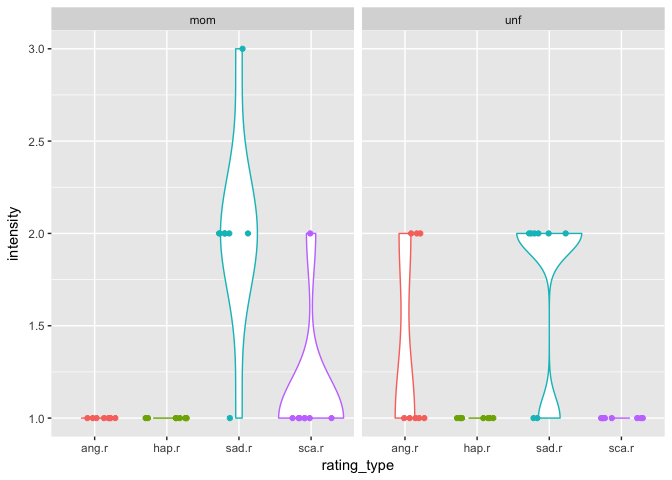 mom unf
intensity
3.0
2.5
2.0
1.5
1.0
ang.r hap.r sad.r sca.r ang.r hap.r sad.r sca.r
rating_type